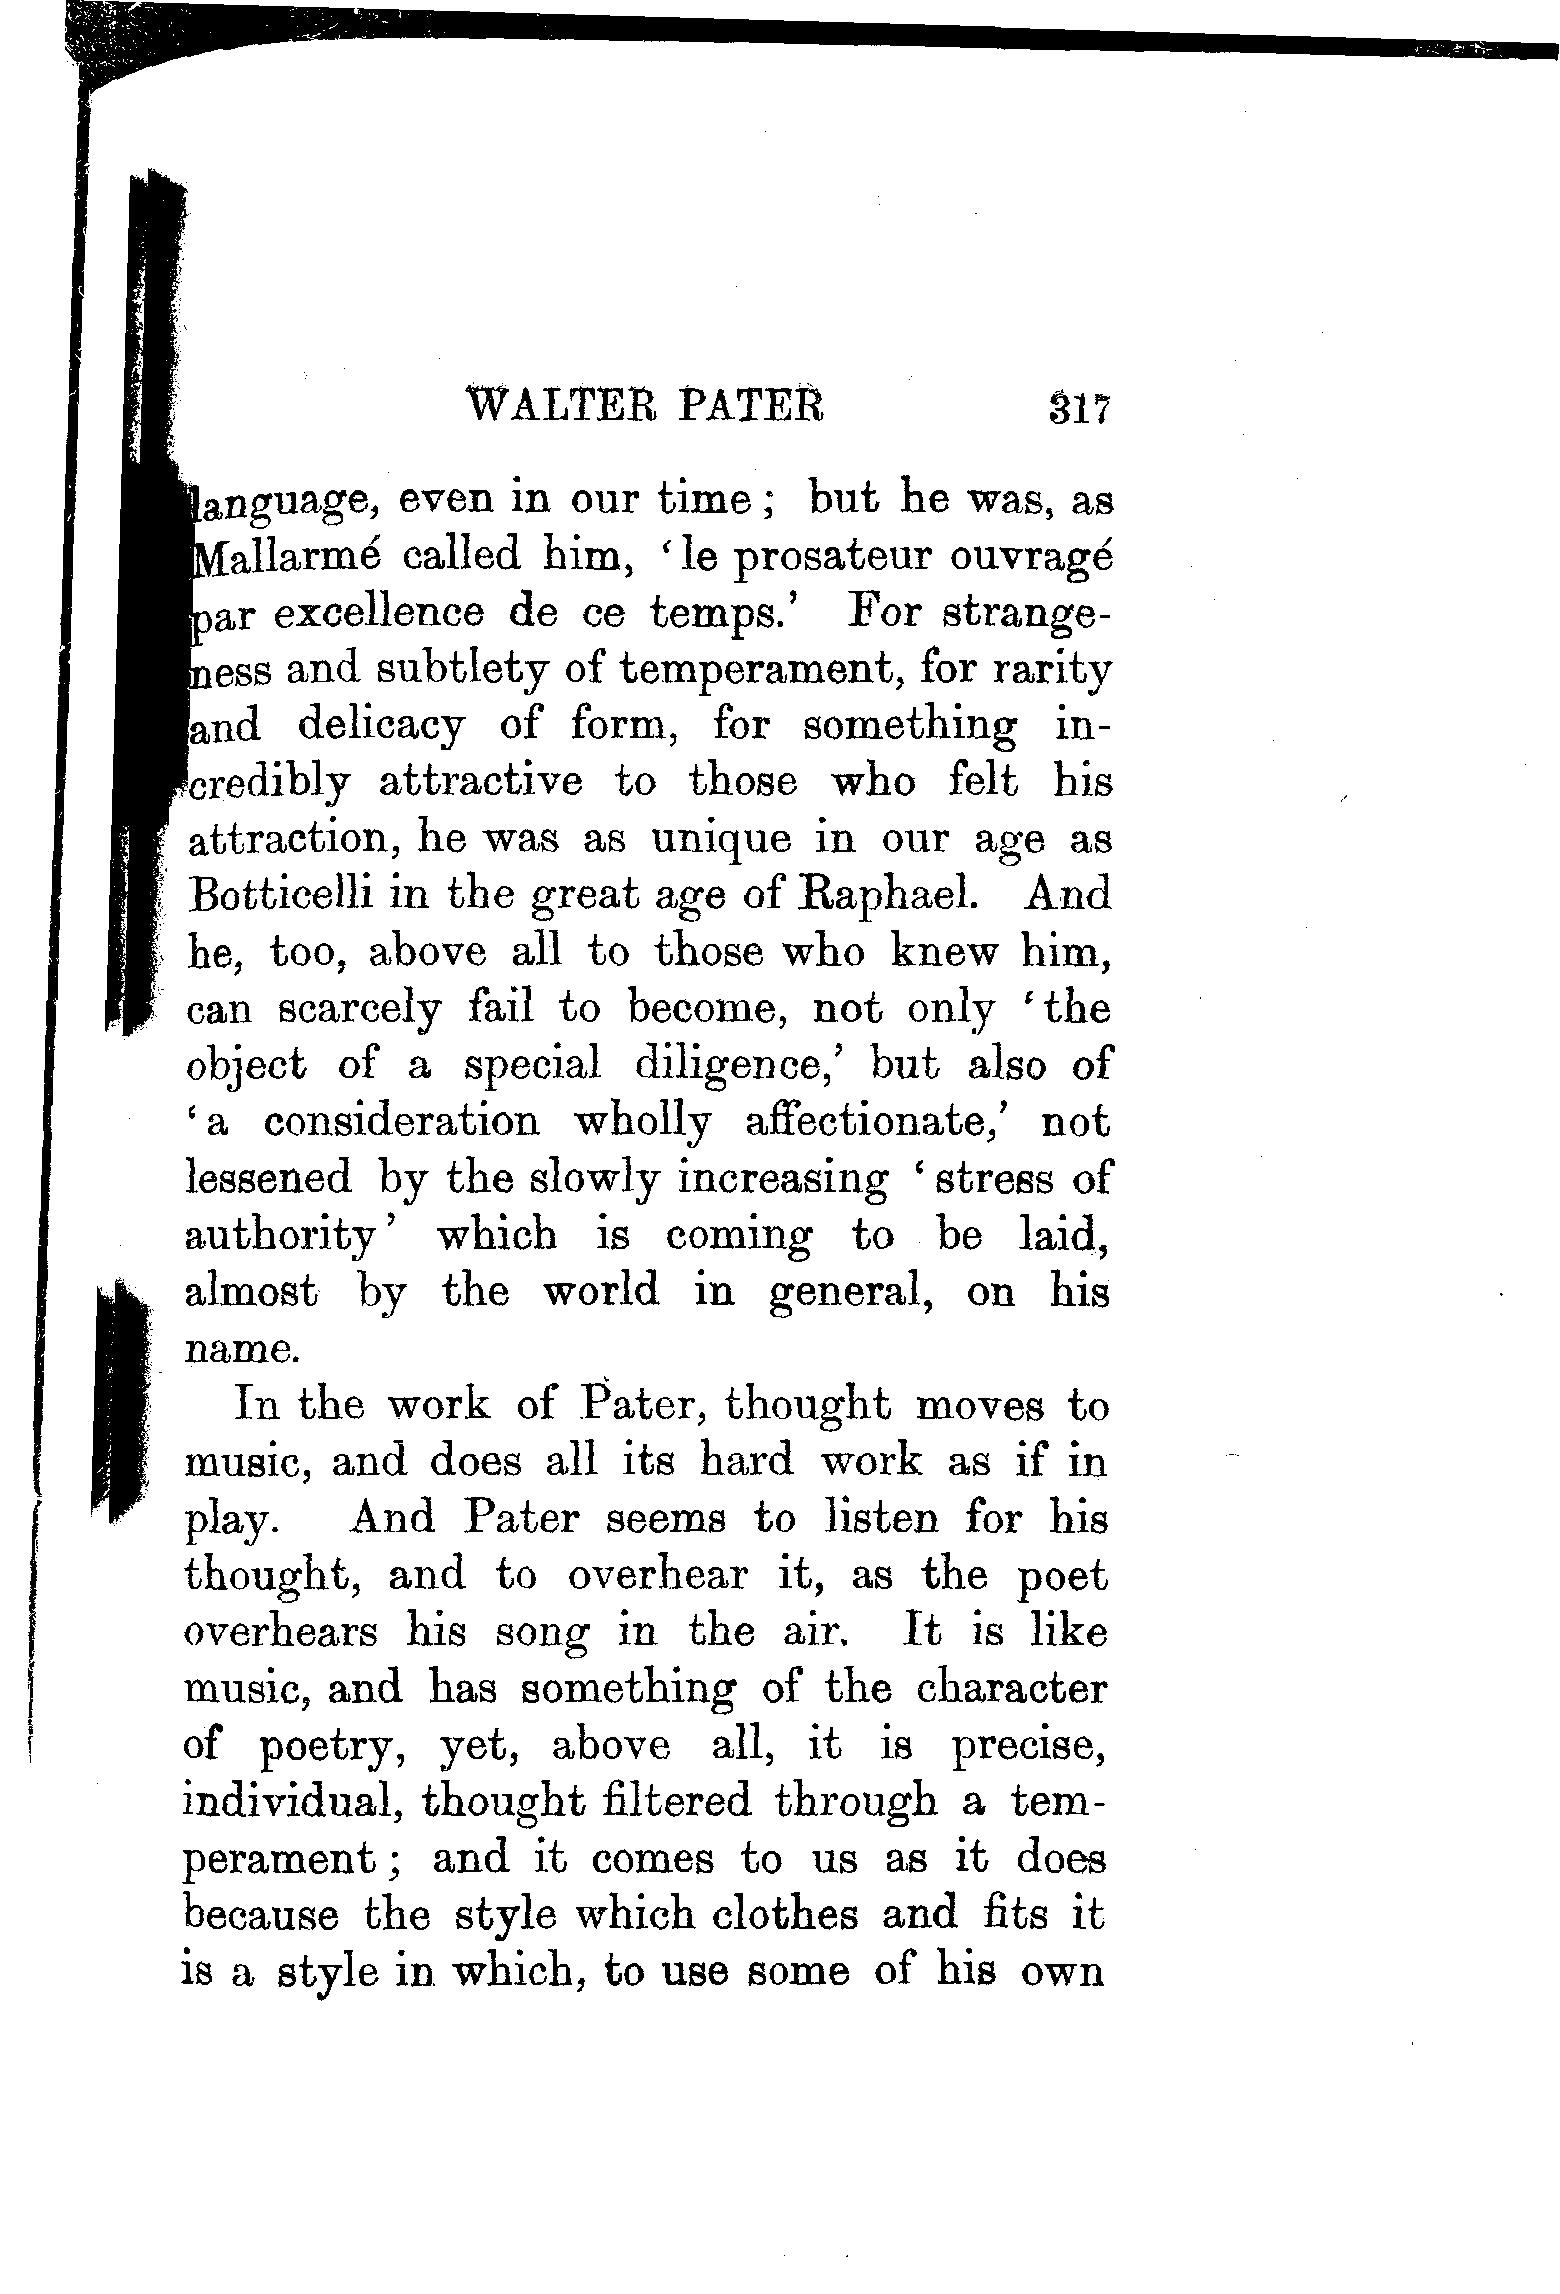 WALTER PATER 317
language, even in our time; but he was, as
Mallarmé called him, ‘le prosateur ouvragé
par excellence de ce temps.’ For strange-
ness and subtlety of temperament, for rarity
and delicacy of form, for something in-
credibly attractive to those who felt his
attraction, he was as unique in our age as
Botticelli in the great age of Raphael. And
he, too, above all to those who knew him,
can scarcely fail to become, not only ‘the
object of a special diligence,’ but also of
‘a consideration wholly affectionate,’ not
lessened by the slowly increasing ‘stress of
authority’ which is coming to be laid,
almost by the world in general, on his
name.
In the work of Pater, thought moves to
music, and does all its hard work as if in
play. And Pater seems to listen for his
thought, and to overhear it, as the poet
overhears his song in the air. It is like
music, and has something of the character
of poetry, yet, above all, it is precise,
individual, thought filtered through a tem-
perament; and it comes to us as it does
because the style which clothes and fits it
is a style in which, to use some of his own